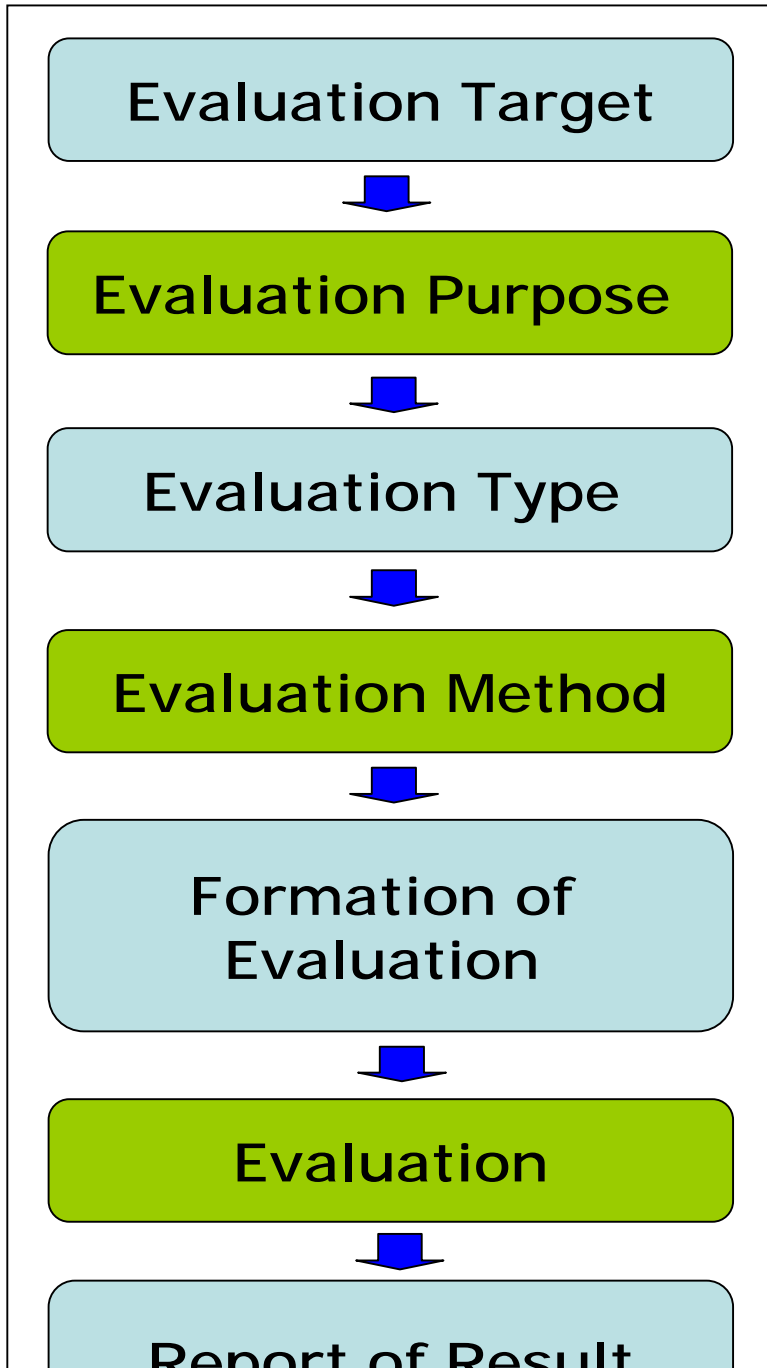 Evaluation Target
Evaluation Purpose
Evaluation Type
Evaluation Method
Formation of
Evaluation
Evaluation
Report of Result